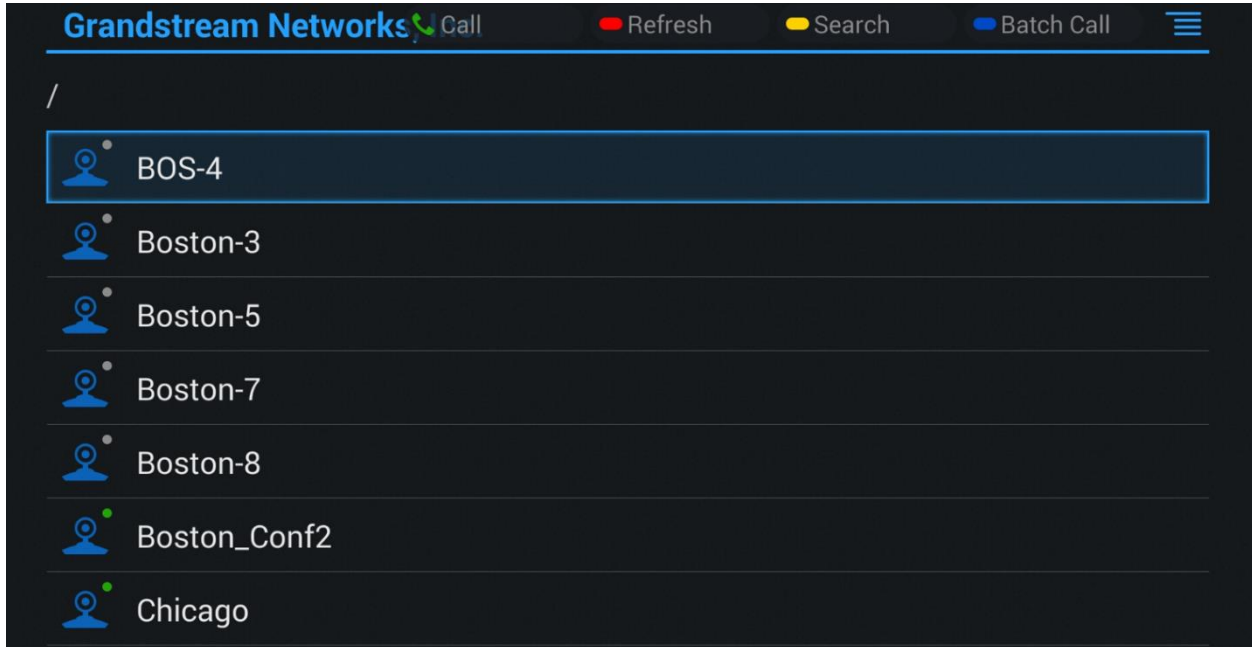 Grandstream Networks, Inc. Call Refresh Search Batch Call
/
BOS-4
Boston-3
Boston-5
Boston-7
Boston-8
Boston_Conf2
Chicago